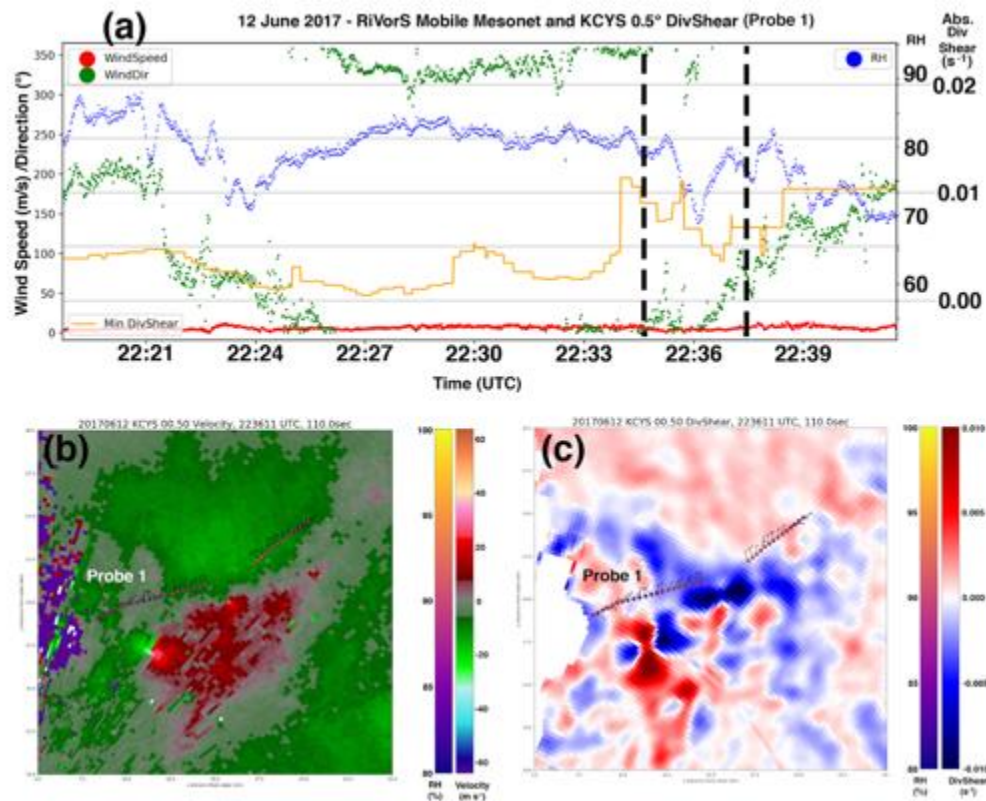 (a)
12 June 2017 - RiVorS Mobile Mesonet and KCYS 0.5° DivShear (Probe 1)
RH
Abs.
Div
Shear
(s⁻¹)
WindSpeed
WindDir
RH
Wind Speed (m/s) /Direction (°)
350
300
250
200
150
100
50
0
90
80
70
60
0.02
0.01
0.00
Min DivShear
22:21
22:24
22:27
22:30
22:33
22:36
22:39
Time (UTC)
20170612 KCYS 00.50 Velocity, 223611 UTC, 110.0sec
(b)
Probe 1
100
95
90
85
80
RH
(%)
60
40
20
0
-20
-40
-60
Velocity
(m s⁻¹)
20170612 KCYS 00.50 DivShear, 223611 UTC, 110.0sec
(c)
Probe 1
100
95
90
85
80
RH
(%)
0.010
0.005
0.000
-0.005
-0.010
DivShear
(s⁻¹)